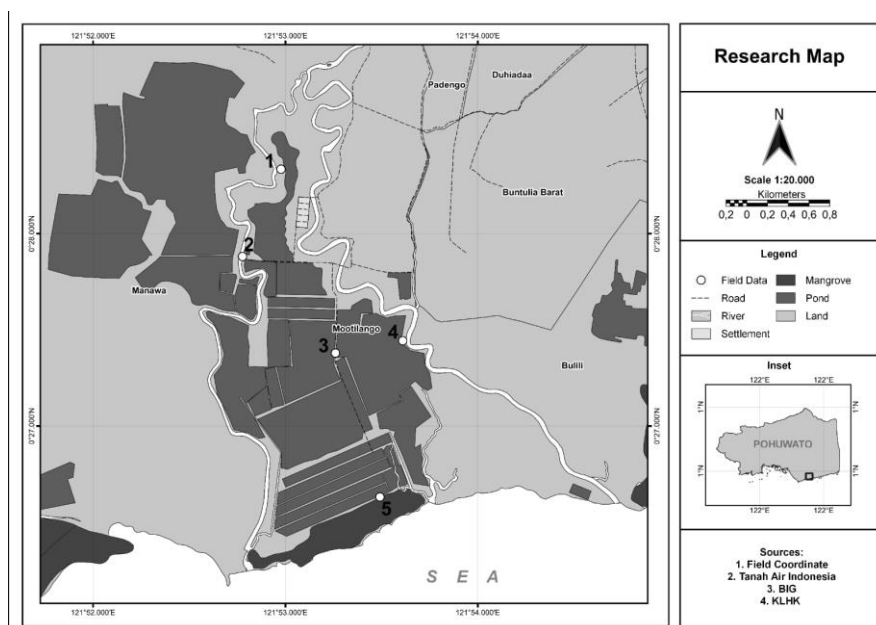 121°52.000'E 121°53.000'E 121°54.000'E
Research Map
Padengo
Duhiadaa
N
1
Scale 1:20.000
Kilometers
0,2 0 0,2 0,4 0,6 0,8
Buntulia Barat
0°28.000'N
0°28.000'N
2
Manawa
Legend
Field Data
Mangrove
Road
Pond
River
Land
Settlement
Mootilango
3
4
Bulili
Inset
122°E 122°E
1°N
1°N
POHUWATO
1°N
1°N
122°E 122°E
0°27.000'N
0°27.000'N
5
SEA
Sources:
1. Field Coordinate
2. Tanah Air Indonesia
3. BIG
4. KLHK
121°52.000'E 121°53.000'E 121°54.000'E